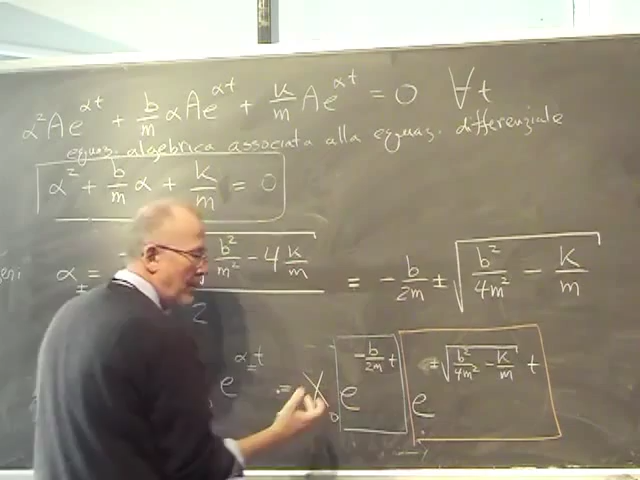 α²Ae^{αt} + b/m αAe^{αt} + k/m Ae^{αt} = 0 ∀t
equaz. algebrica associata alla equaz. differenziale
α² + b/m α + k/m = 0
α± = b²/m² - 4 k/m / 2 = - b/2m ± √(b²/4m² - k/m)
e^{α±t} = X₀ e^{-b/2m t} e^{±√(b²/4m² - k/m) t}